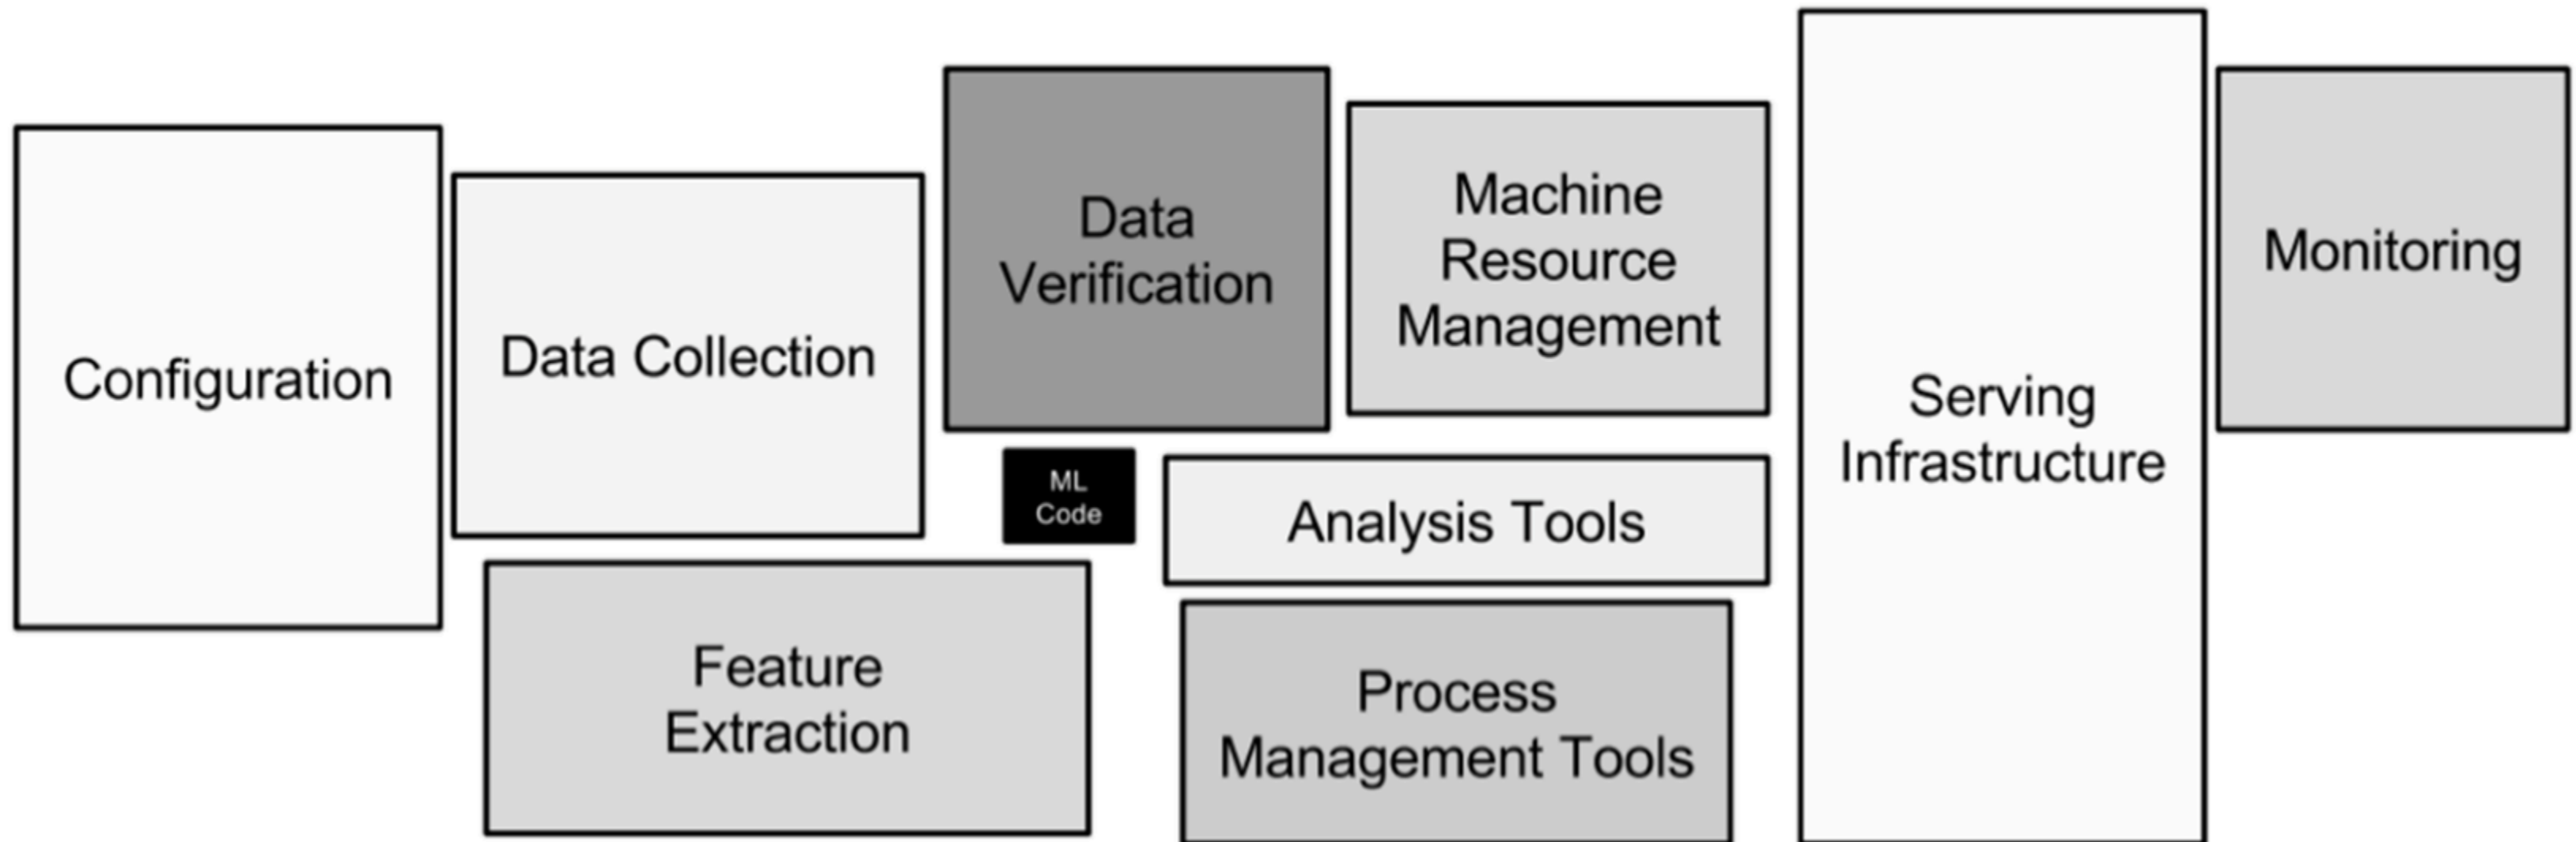 Configuration
Data Collection
Data
Verification
Machine
Resource
Management
Serving
Infrastructure
Monitoring
ML
Code
Analysis Tools
Feature
Extraction
Process
Management Tools